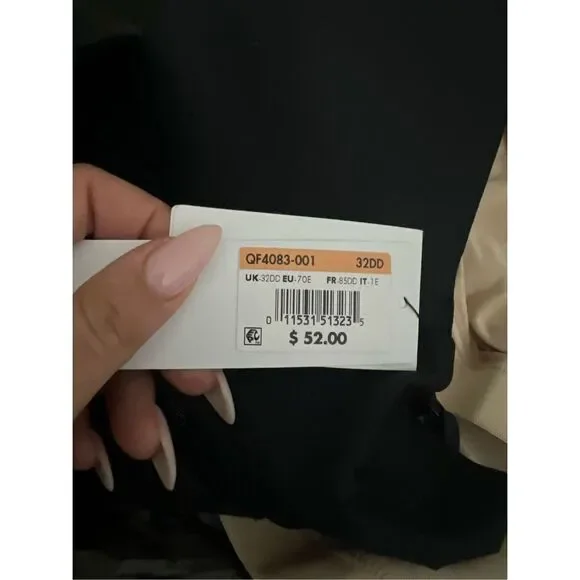 QF4083-001 32DD
UK-32DD EU-70E FR-85DD IT-1E
0 11531 51323 5
$ 52.00